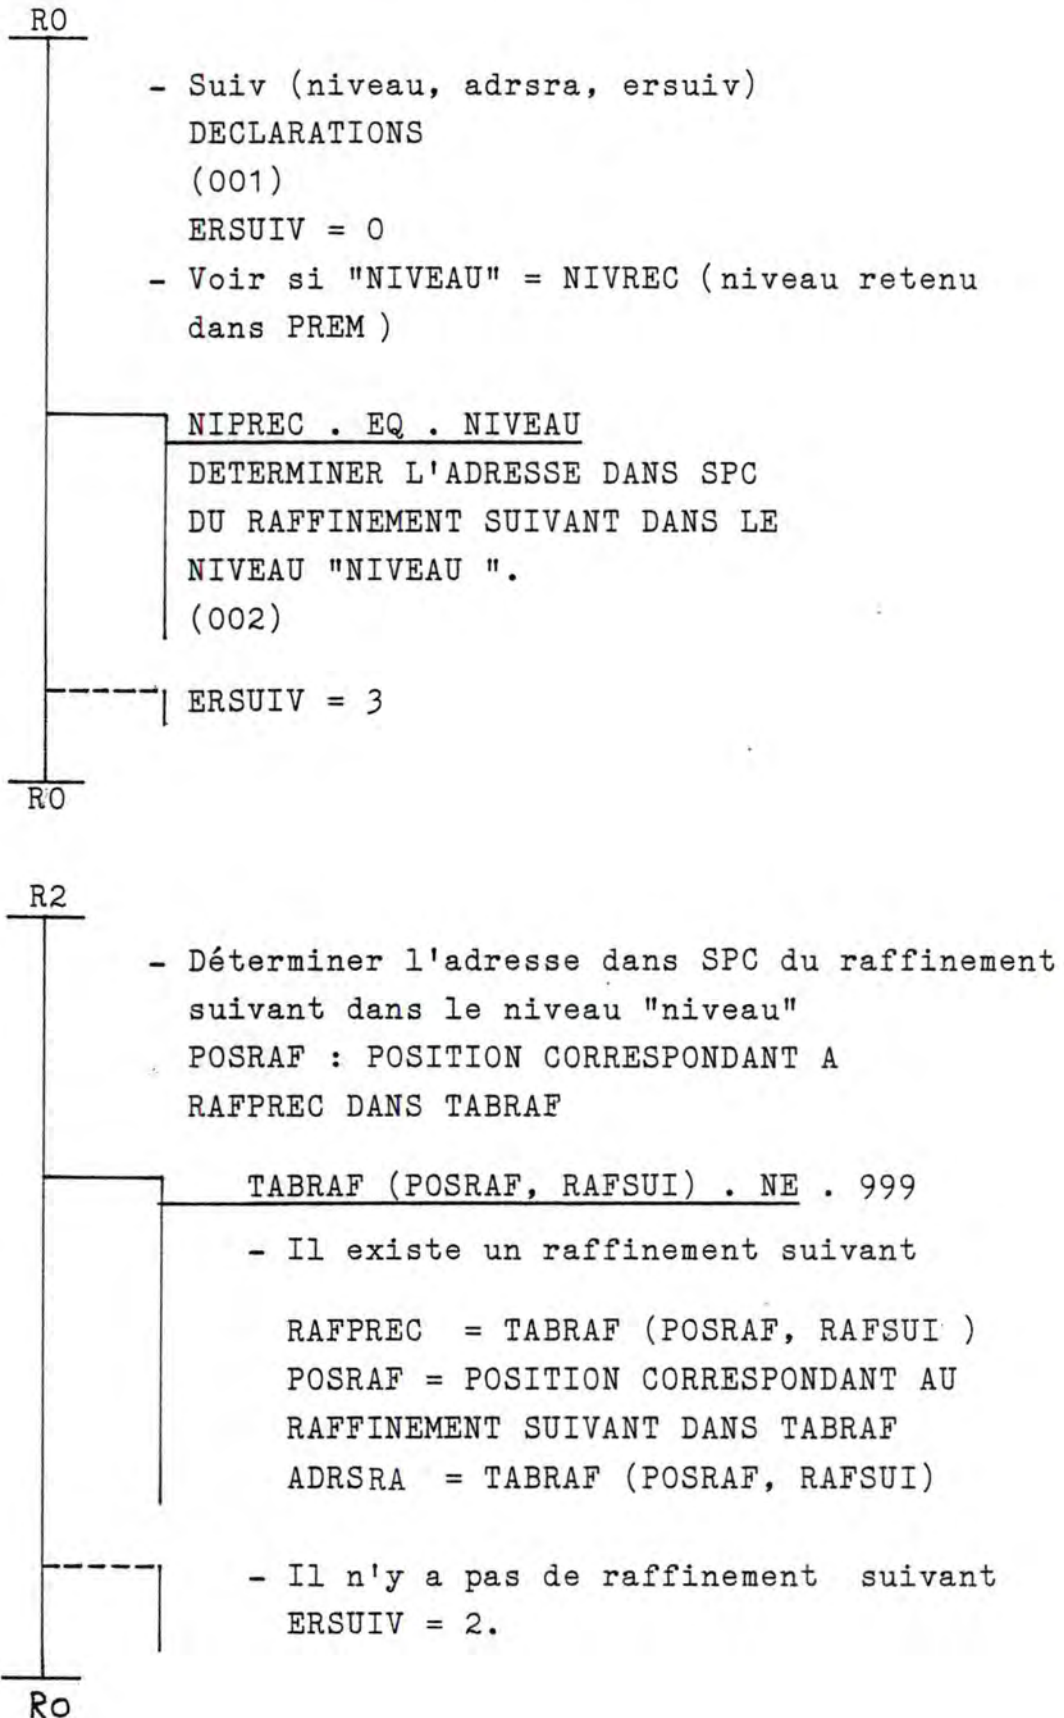 RO
- Suiv (niveau, adrsra, ersuiv)
DECLARATIONS
(001)
ERSUIV = 0
- Voir si "NIVEAU" = NIVREC (niveau retenu
dans PREM )
NIPREC . EQ . NIVEAU
DETERMINER L'ADRESSE DANS SPC
DU RAFFINEMENT SUIVANT DANS LE
NIVEAU "NIVEAU ".
(002)
ERSUIV = 3
RO
R2
- Déterminer l'adresse dans SPC du raffinement
suivant dans le niveau "niveau"
POSRAF : POSITION CORRESPONDANT A
RAFPREC DANS TABRAF
TABRAF (POSRAF, RAFSUI) . NE . 999
- Il existe un raffinement suivant
RAFPREC = TABRAF (POSRAF, RAFSUI )
POSRAF = POSITION CORRESPONDANT AU
RAFFINEMENT SUIVANT DANS TABRAF
ADRSRA = TABRAF (POSRAF, RAFSUI)
- Il n'y a pas de raffinement suivant
ERSUIV = 2.
RO